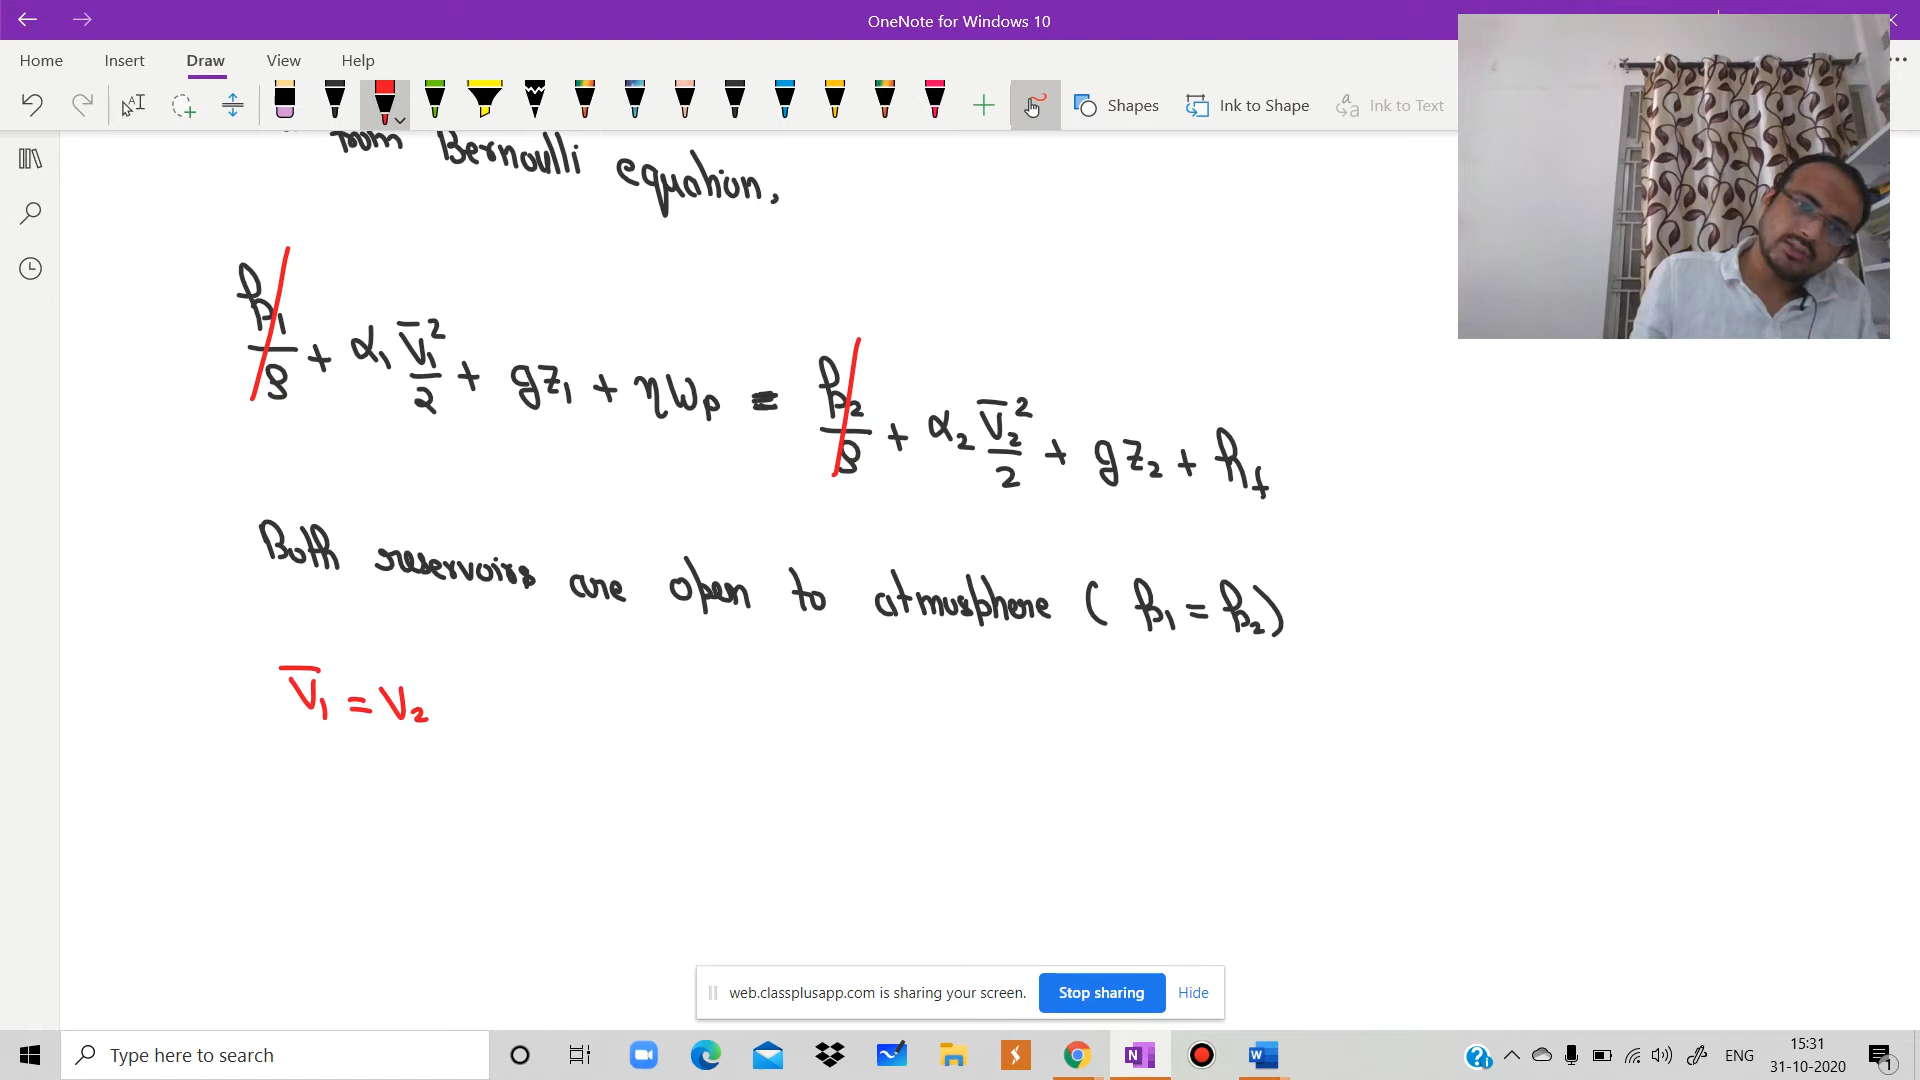 OneNote for Windows 10
Home Insert Draw View Help
Shapes Ink to Shape Ink to Text
from Bernoulli equation,
p₁/ρ + α₁ V̄₁²/2 + gz₁ + ηWₚ = p₂/ρ + α₂ V̄₂²/2 + gz₂ + h_f
Both reservoirs are open to atmosphere ( p₁ = p₂)
V̄₁ = V₂
web.classplusapp.com is sharing your screen. Stop sharing Hide
Type here to search
ENG
15:31
31-10-2020
1